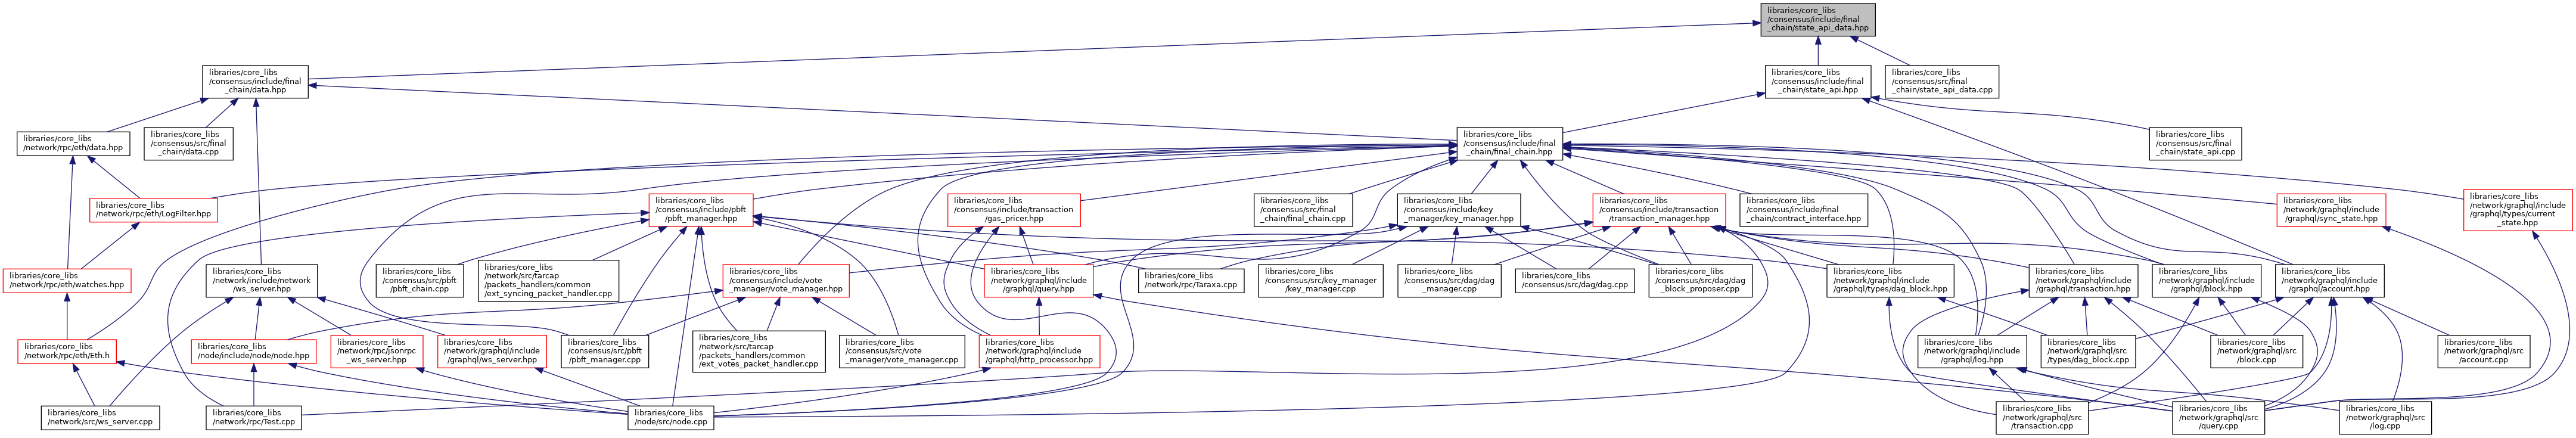 libraries/core_libs
/consensus/include/final
_chain/state_api_data.hpp
libraries/core_libs
/consensus/include/final
_chain/data.hpp
libraries/core_libs
/consensus/include/final
_chain/state_api.hpp
libraries/core_libs
/consensus/src/final
_chain/state_api_data.cpp
libraries/core_libs
/network/rpc/eth/data.hpp
libraries/core_libs
/consensus/src/final
_chain/data.cpp
libraries/core_libs
/consensus/include/final
_chain/final_chain.hpp
libraries/core_libs
/consensus/src/final
_chain/state_api.cpp
libraries/core_libs
/network/rpc/eth/LogFilter.hpp
libraries/core_libs
/consensus/include/pbft
/pbft_manager.hpp
libraries/core_libs
/consensus/include/transaction
/gas_pricer.hpp
libraries/core_libs
/consensus/src/final
_chain/final_chain.cpp
libraries/core_libs
/consensus/include/key
_manager/key_manager.hpp
libraries/core_libs
/consensus/include/transaction
/transaction_manager.hpp
libraries/core_libs
/consensus/include/final
_chain/contract_interface.hpp
libraries/core_libs
/network/graphql/include
/graphql/sync_state.hpp
libraries/core_libs
/network/graphql/include
/graphql/types/current
_state.hpp
libraries/core_libs
/network/rpc/eth/watches.hpp
libraries/core_libs
/network/include/network
/ws_server.hpp
libraries/core_libs
/consensus/src/pbft
/pbft_chain.cpp
libraries/core_libs
/network/src/tarcap
/packets_handlers/common
/ext_syncing_packet_handler.cpp
libraries/core_libs
/consensus/include/vote
_manager/vote_manager.hpp
libraries/core_libs
/network/graphql/include
/graphql/query.hpp
libraries/core_libs
/network/rpc/Taraxa.cpp
libraries/core_libs
/consensus/src/key_manager
/key_manager.cpp
libraries/core_libs
/consensus/src/dag/dag
_manager.cpp
libraries/core_libs
/consensus/src/dag/dag.cpp
libraries/core_libs
/consensus/src/dag/dag
_block_proposer.cpp
libraries/core_libs
/network/graphql/include
/graphql/types/dag_block.hpp
libraries/core_libs
/network/graphql/include
/graphql/transaction.hpp
libraries/core_libs
/network/graphql/include
/graphql/block.hpp
libraries/core_libs
/network/graphql/include
/graphql/account.hpp
libraries/core_libs
/network/rpc/eth/Eth.h
libraries/core_libs
/node/include/node/node.hpp
libraries/core_libs
/network/rpc/jsonrpc
_ws_server.hpp
libraries/core_libs
/network/graphql/include
/graphql/ws_server.hpp
libraries/core_libs
/consensus/src/pbft
/pbft_manager.cpp
libraries/core_libs
/network/src/tarcap
/packets_handlers/common
/ext_votes_packet_handler.cpp
libraries/core_libs
/consensus/src/vote
_manager/vote_manager.cpp
libraries/core_libs
/network/graphql/include
/graphql/http_processor.hpp
libraries/core_libs
/network/graphql/include
/graphql/log.hpp
libraries/core_libs
/network/graphql/src
/types/dag_block.cpp
libraries/core_libs
/network/graphql/src
/block.cpp
libraries/core_libs
/network/graphql/src
/account.cpp
libraries/core_libs
/network/src/ws_server.cpp
libraries/core_libs
/network/rpc/Test.cpp
libraries/core_libs
/node/src/node.cpp
libraries/core_libs
/network/graphql/src
/transaction.cpp
libraries/core_libs
/network/graphql/src
/query.cpp
libraries/core_libs
/network/graphql/src
/log.cpp